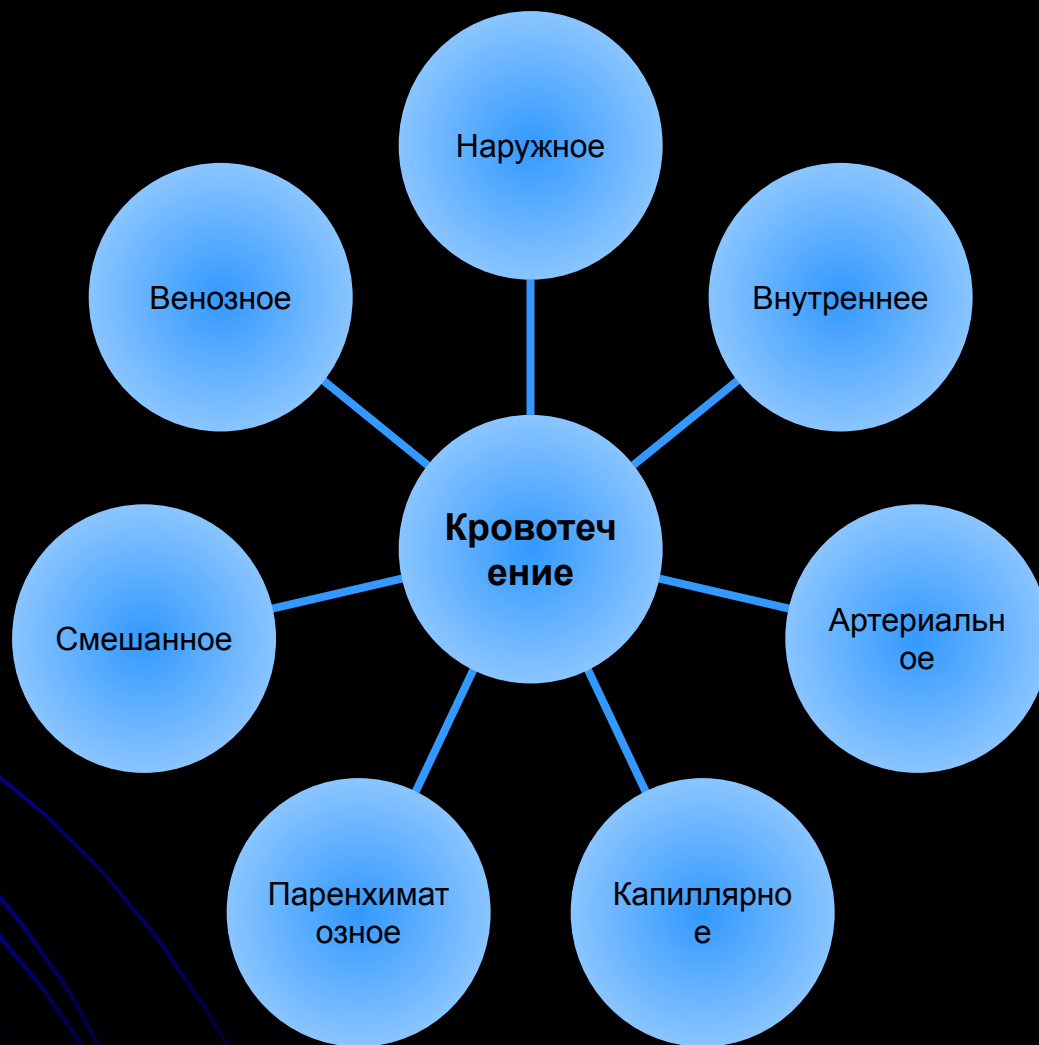 Наружное
Венозное
Внутреннее
Кровотеч
ение
Смешанное
Артериальн
ое
Паренхимат
озное
Капиллярно
е